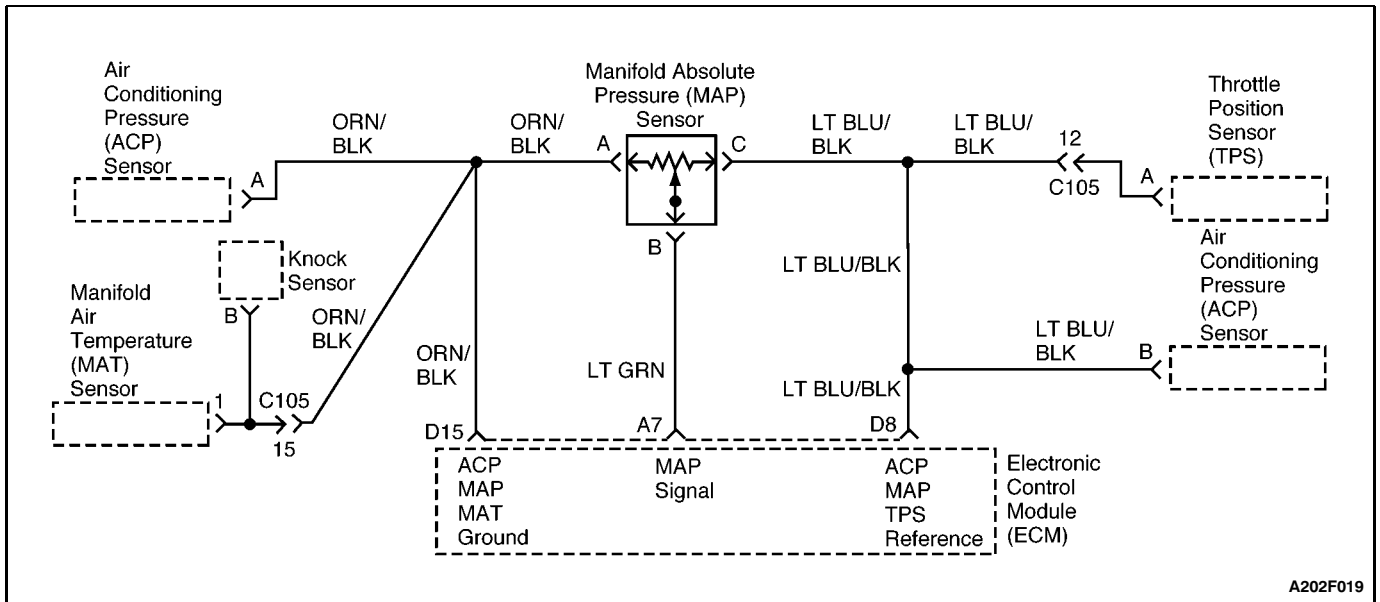 Air
Conditioning
Pressure
(ACP)
Sensor
A
ORN/
BLK
ORN/
BLK
Manifold Absolute
Pressure (MAP)
Sensor
A
C
B
LT BLU/
BLK
LT BLU/
BLK
12
C105
Throttle
Position
Sensor
(TPS)
A
Knock
Sensor
B
Manifold
Air
Temperature
(MAT)
Sensor
1
C105
15
ORN/
BLK
ORN/
BLK
LT GRN
LT BLU/BLK
LT BLU/BLK
LT BLU/
BLK
B
Air
Conditioning
Pressure
(ACP)
Sensor
D15
A7
D8
ACP
MAP
MAT
Ground
MAP
Signal
ACP
MAP
TPS
Reference
Electronic
Control
Module
(ECM)
A202F019